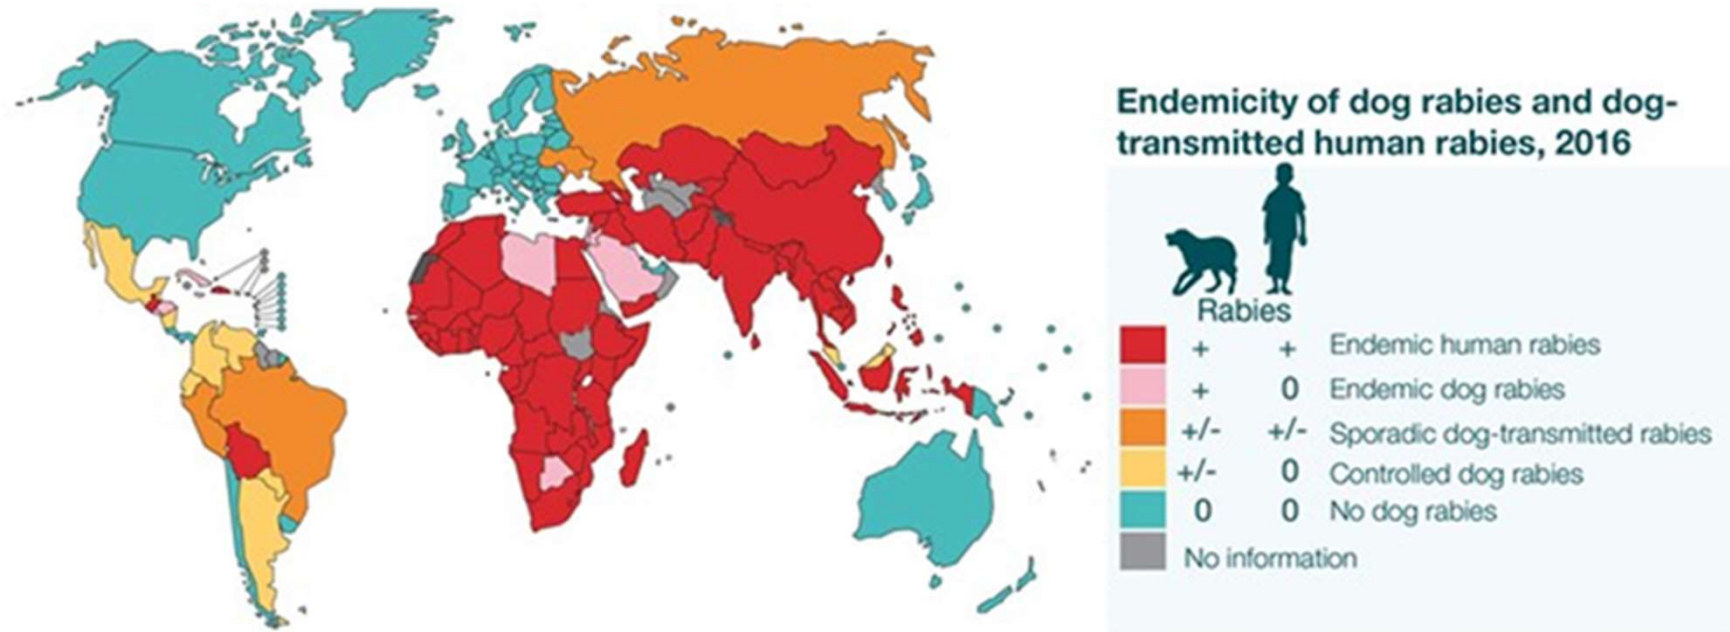 Endemicity of dog rabies and dog-
transmitted human rabies, 2016
Rabies
+ + Endemic human rabies
+ 0 Endemic dog rabies
+/- +/- Sporadic dog-transmitted rabies
+/- 0 Controlled dog rabies
0 0 No dog rabies
No information